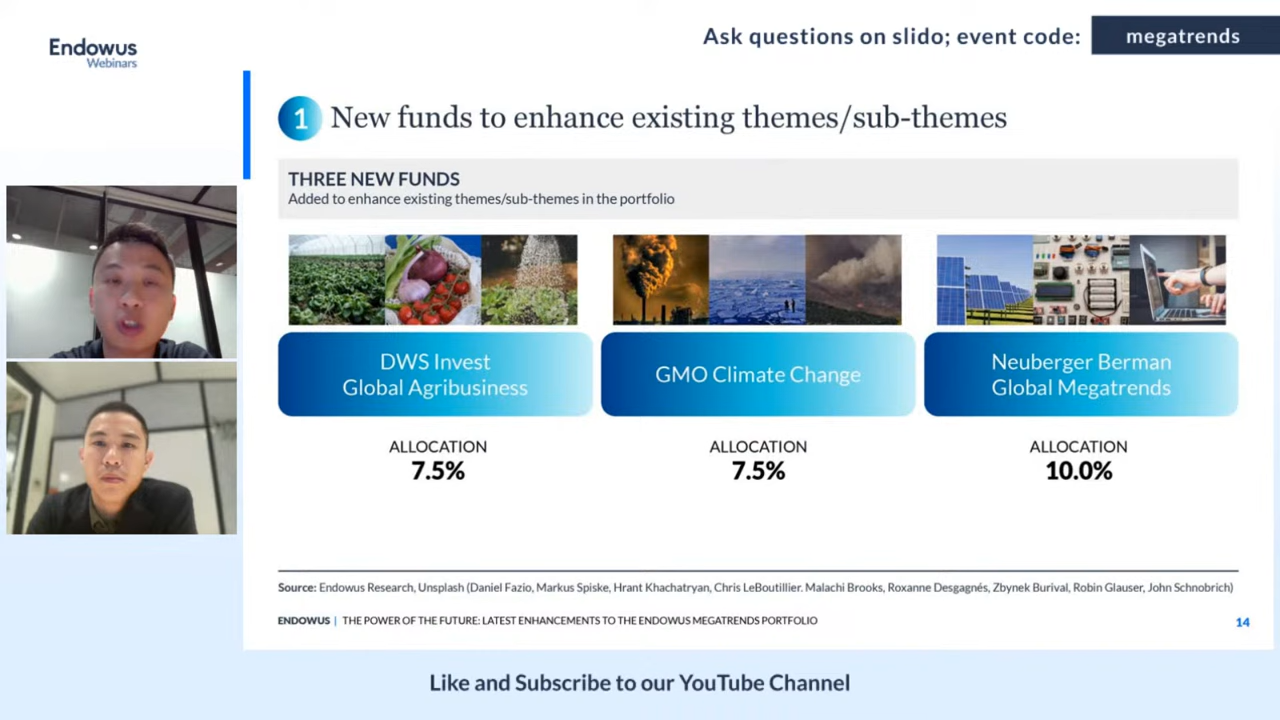 Endowus
Webinars
Ask questions on slido; event code:
megatrends
1
New funds to enhance existing themes/sub-themes
THREE NEW FUNDS
Added to enhance existing themes/sub-themes in the portfolio
DWS Invest
Global Agribusiness
GMO Climate Change
Neuberger Berman
Global Megatrends
ALLOCATION
7.5%
ALLOCATION
7.5%
ALLOCATION
10.0%
Source: Endowus Research, Unsplash (Daniel Fazio, Markus Spiske, Hrant Khachatryan, Chris LeBoutillier. Malachi Brooks, Roxanne Desgagnés, Zbynek Burival, Robin Glauser, John Schnobrich)
ENDOWUS | THE POWER OF THE FUTURE: LATEST ENHANCEMENTS TO THE ENDOWUS MEGATRENDS PORTFOLIO
14
Like and Subscribe to our YouTube Channel